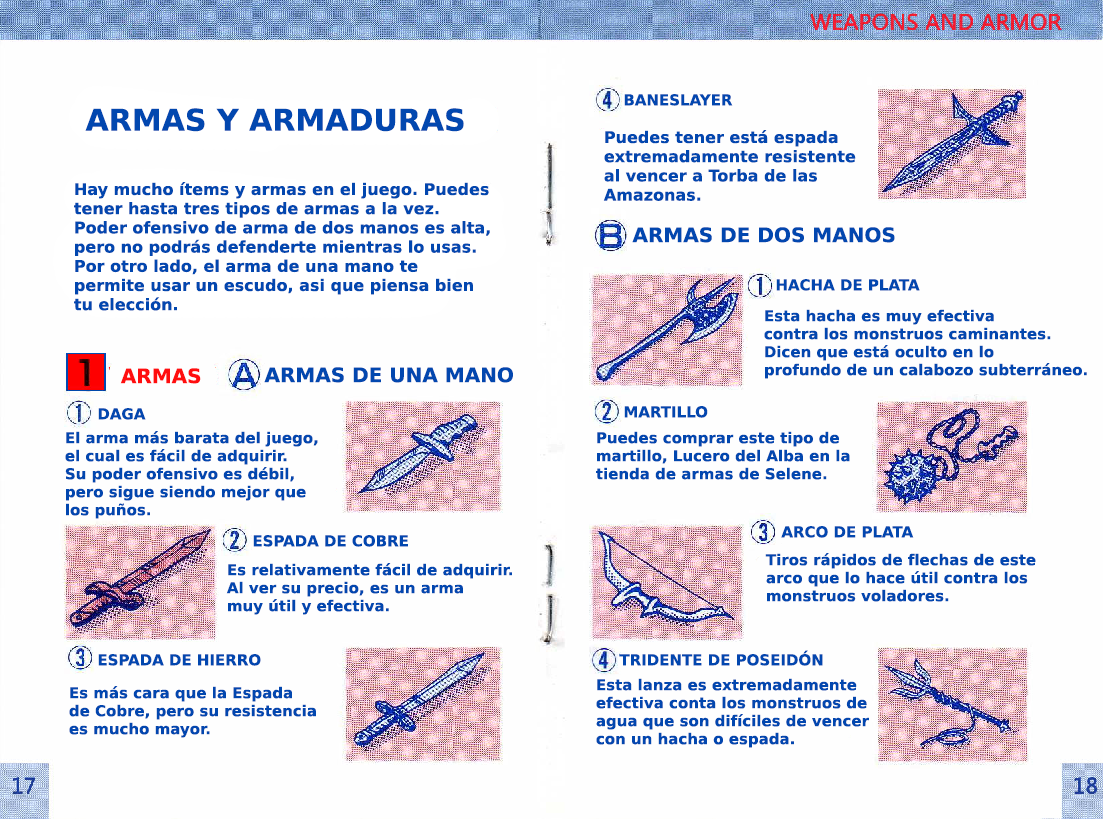 WEAPONS AND ARMOR
ARMAS Y ARMADURAS
Hay mucho ítems y armas en el juego. Puedes
tener hasta tres tipos de armas a la vez.
Poder ofensivo de arma de dos manos es alta,
pero no podrás defenderte mientras lo usas.
Por otro lado, el arma de una mano te
permite usar un escudo, asi que piensa bien
tu elección.
1 ARMAS A ARMAS DE UNA MANO
1 DAGA
El arma más barata del juego,
el cual es fácil de adquirir.
Su poder ofensivo es débil,
pero sigue siendo mejor que
los puños.
2 ESPADA DE COBRE
Es relativamente fácil de adquirir.
Al ver su precio, es un arma
muy útil y efectiva.
3 ESPADA DE HIERRO
Es más cara que la Espada
de Cobre, pero su resistencia
es mucho mayor.
17
4 BANESLAYER
Puedes tener está espada
extremadamente resistente
al vencer a Torba de las
Amazonas.
B ARMAS DE DOS MANOS
1 HACHA DE PLATA
Esta hacha es muy efectiva
contra los monstruos caminantes.
Dicen que está oculto en lo
profundo de un calabozo subterráneo.
2 MARTILLO
Puedes comprar este tipo de
martillo, Lucero del Alba en la
tienda de armas de Selene.
3 ARCO DE PLATA
Tiros rápidos de flechas de este
arco que lo hace útil contra los
monstruos voladores.
4 TRIDENTE DE POSEIDÓN
Esta lanza es extremadamente
efectiva conta los monstruos de
agua que son difíciles de vencer
con un hacha o espada.
18